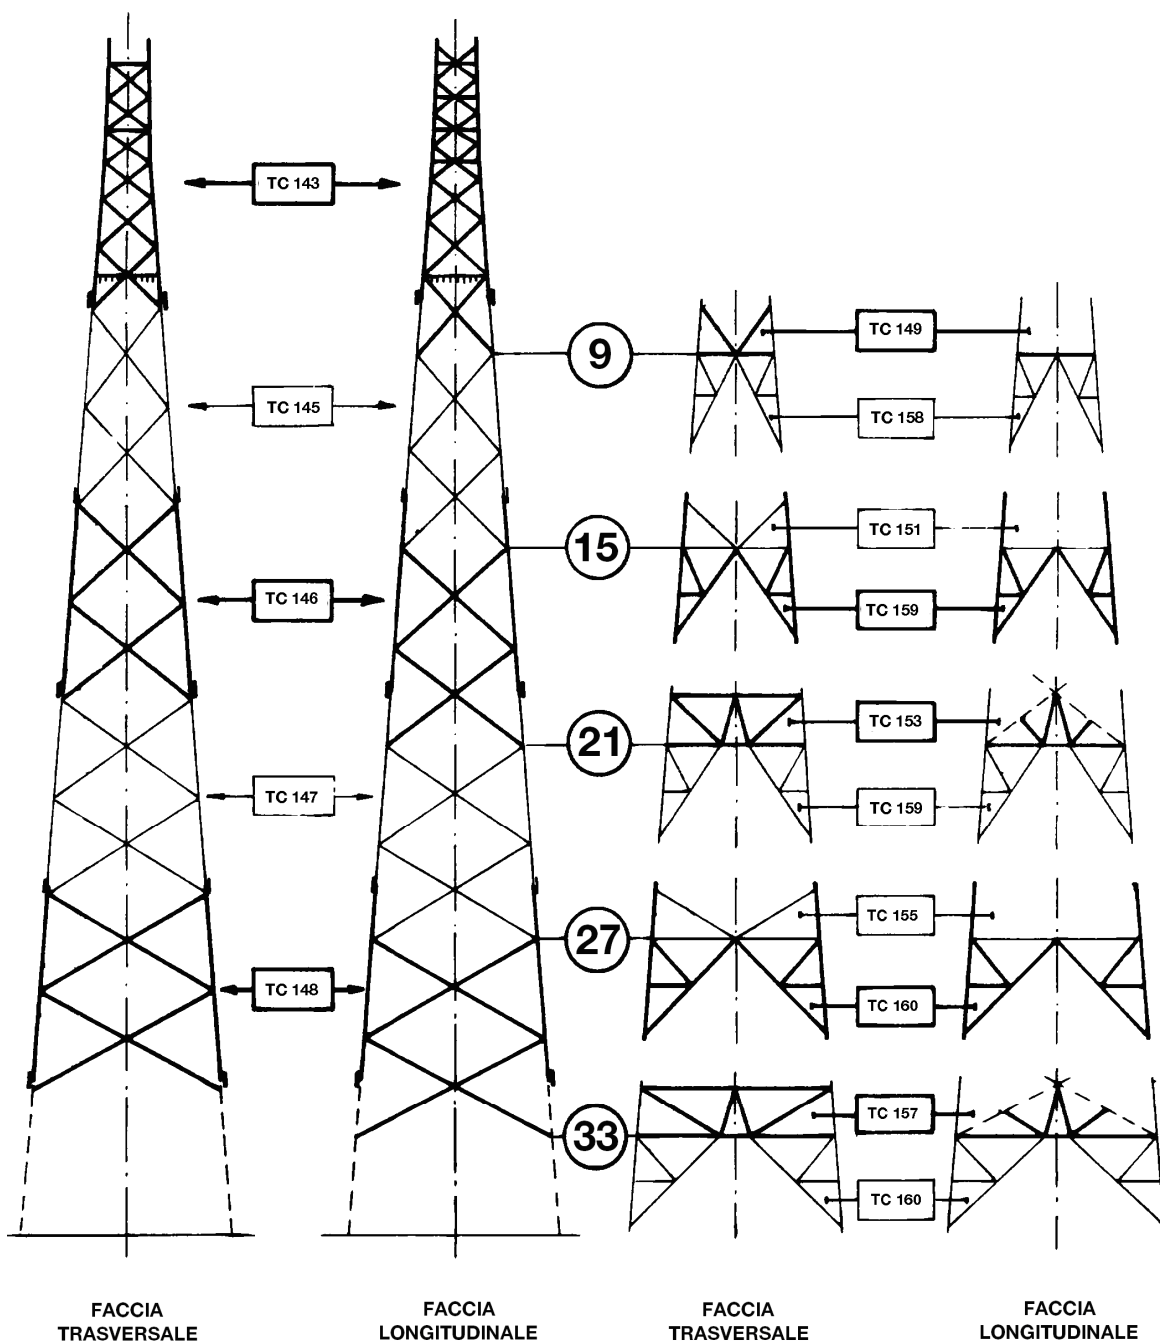 TC 143
9
TC 149
TC 145
TC 158
15
TC 151
TC 146
TC 159
21
TC 153
TC 147
TC 159
27
TC 155
TC 148
TC 160
33
TC 157
TC 160
FACCIA
TRASVERSALE
FACCIA
LONGITUDINALE
FACCIA
TRASVERSALE
FACCIA
LONGITUDINALE